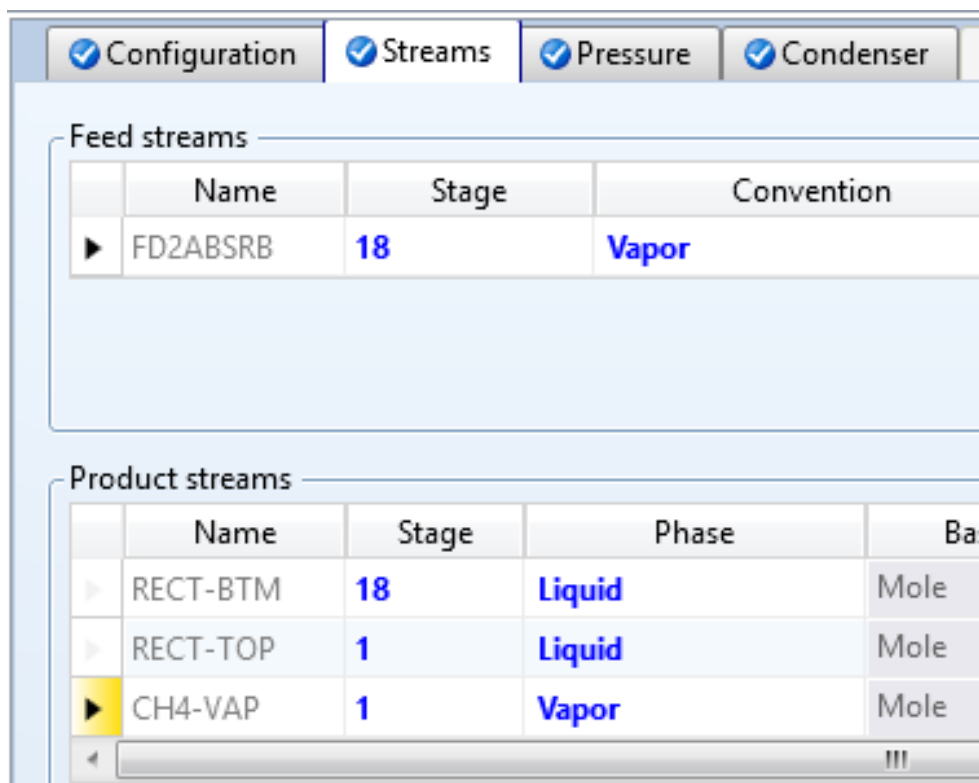 Configuration Streams Pressure Condenser
Feed streams
Name Stage Convention
FD2ABSRB 18 Vapor
Product streams
Name Stage Phase Ba
RECT-BTM 18 Liquid Mole
RECT-TOP 1 Liquid Mole
CH4-VAP 1 Vapor Mole